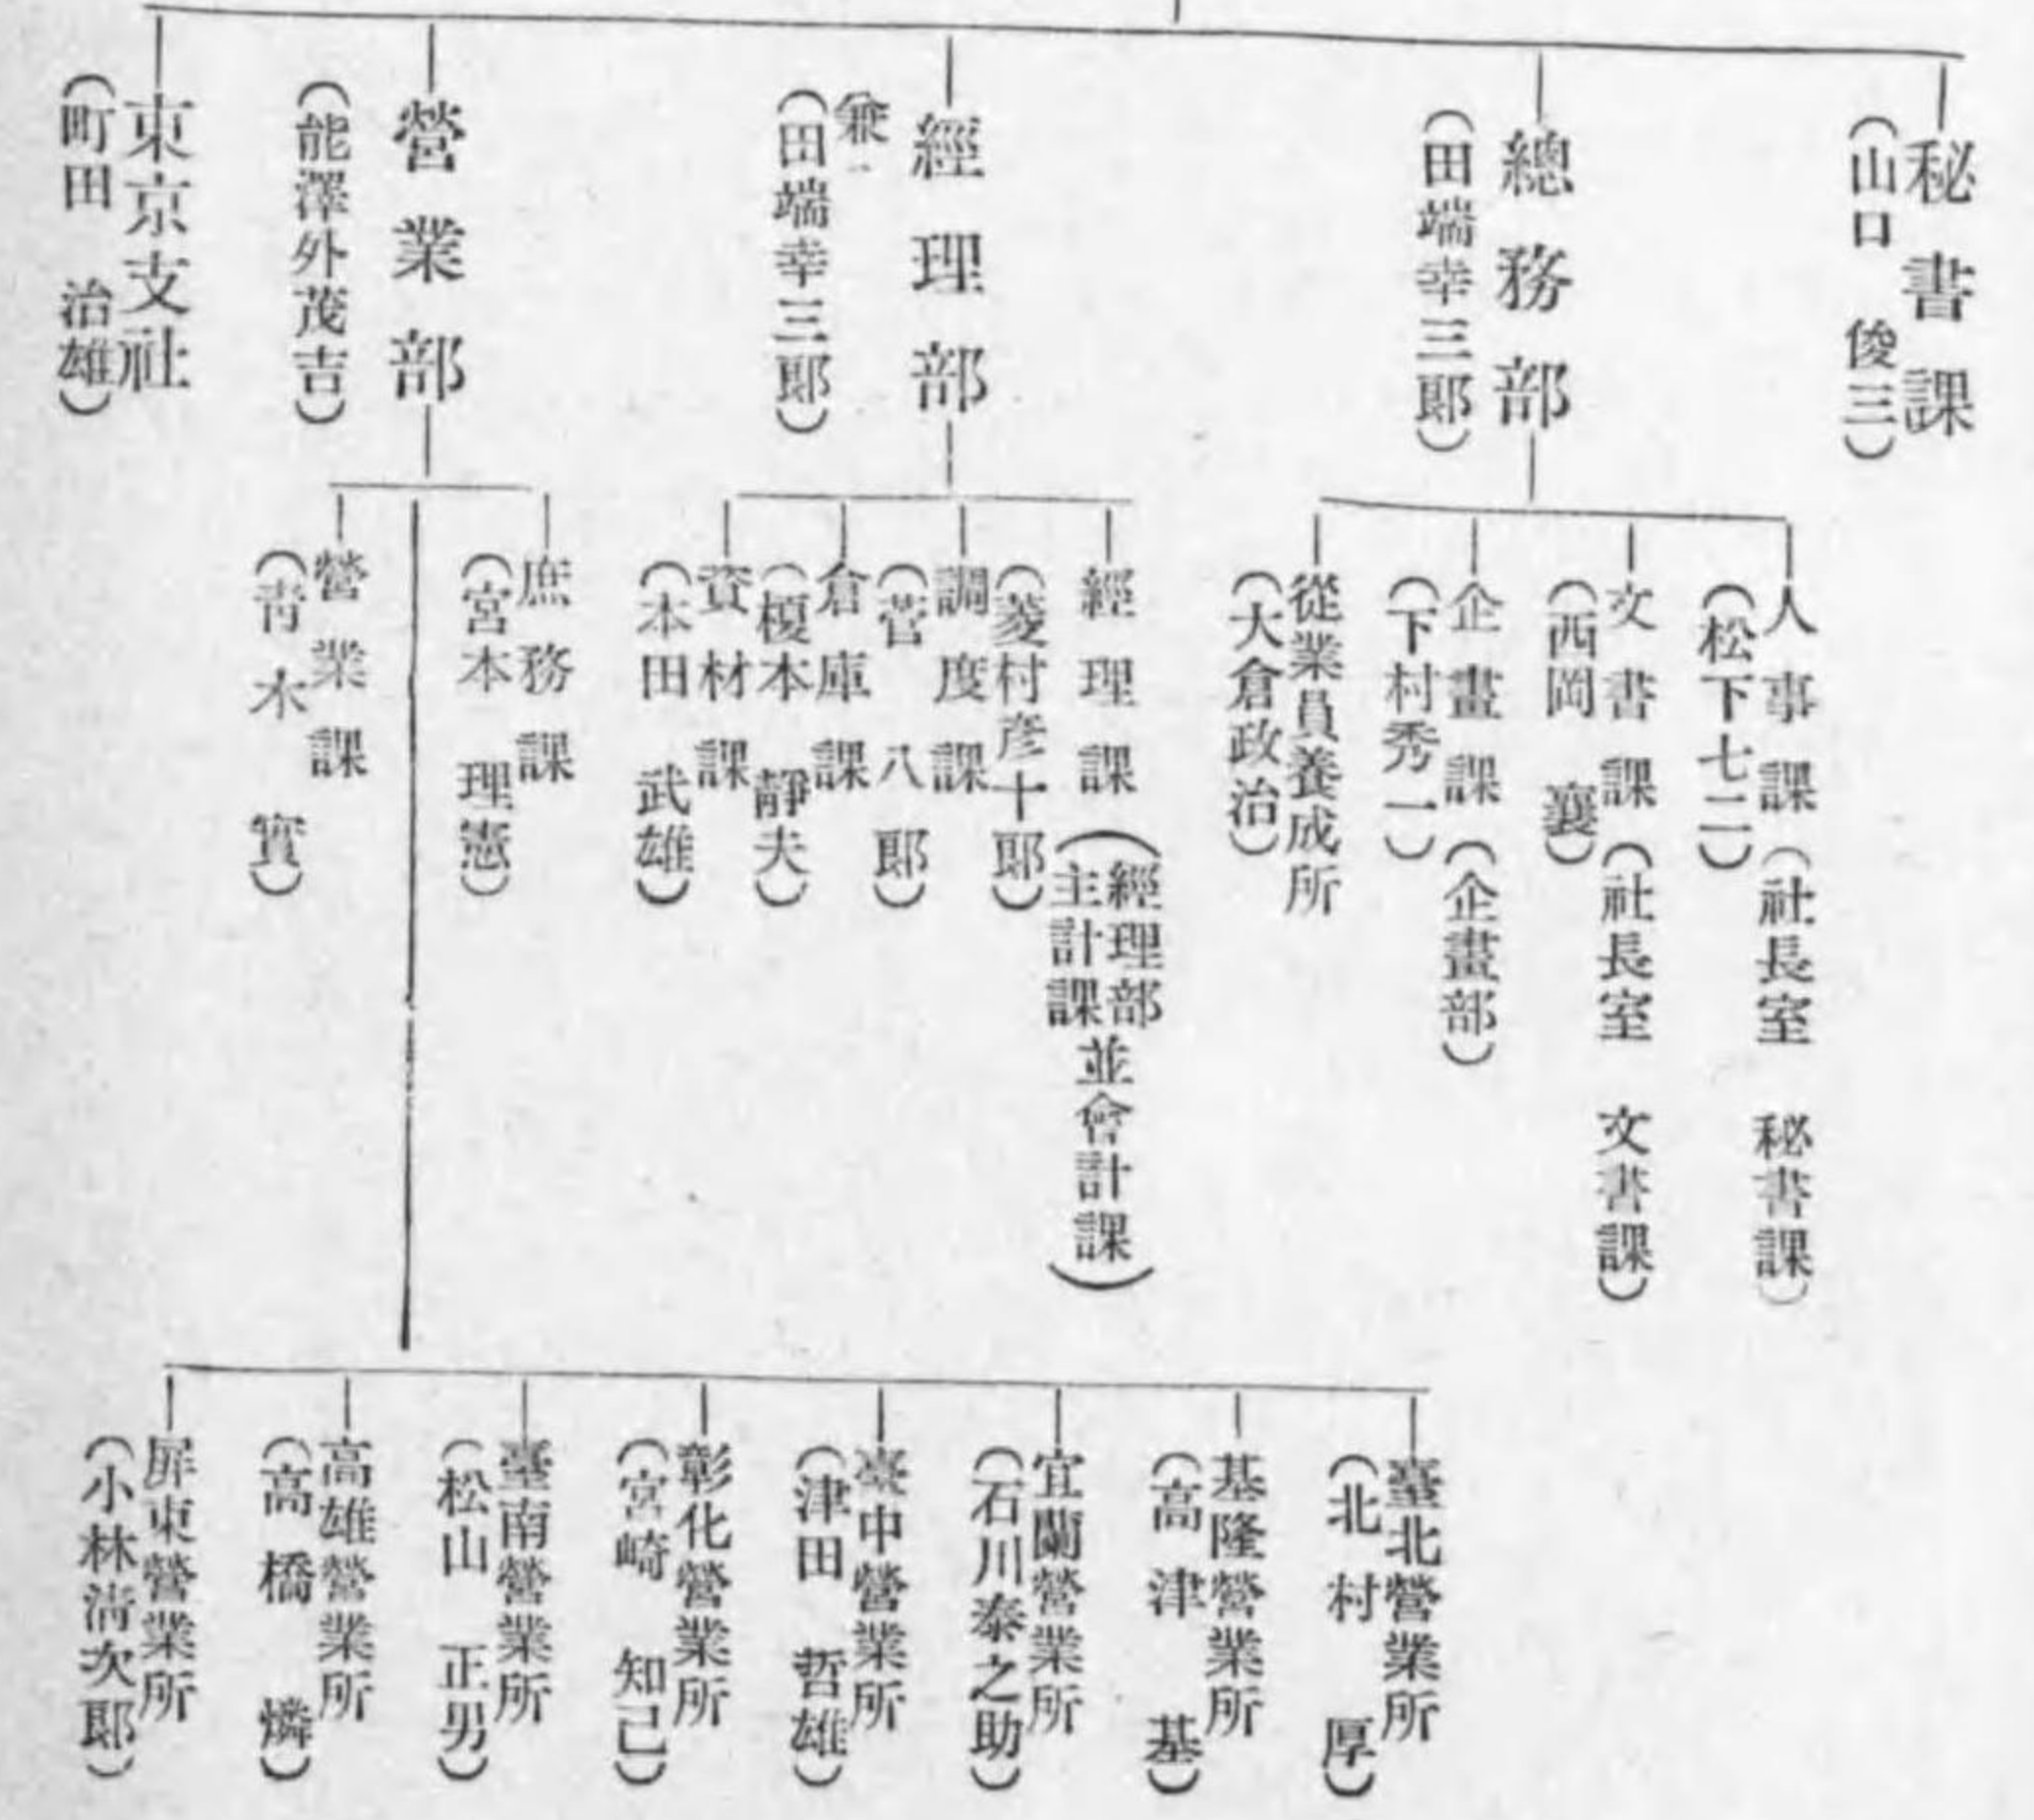 秘書課
(山口 俊三)
總務部
(田端幸三郎)
人事課(社長室 秘書課)
(松下七二)
文書課(社長室 文書課)
(西岡 襄)
企畫課(企畫部)
(下村秀一)
從業員養成所
(大倉政治)
經理部
(兼)
(田端幸三郎)
經理課(經理部主計課並會計課)
(菱村彦十郎)
調度課
(菅 八郎)
倉庫課
(榎本 靜夫)
資材課
(本田 武雄)
營業部
(能澤外茂吉)
庶務課
(宮本 理憲)
營業課
(青木 實)
臺北營業所
(北村 厚)
基隆營業所
(高津 基)
宜蘭營業所
(石川泰之助)
臺中營業所
(津田 哲雄)
彰化營業所
(宮崎 知己)
臺南營業所
(松山 正男)
高雄營業所
(高橋 燐)
屏東營業所
(小林淸次郎)
東京支社
(町田 治雄)